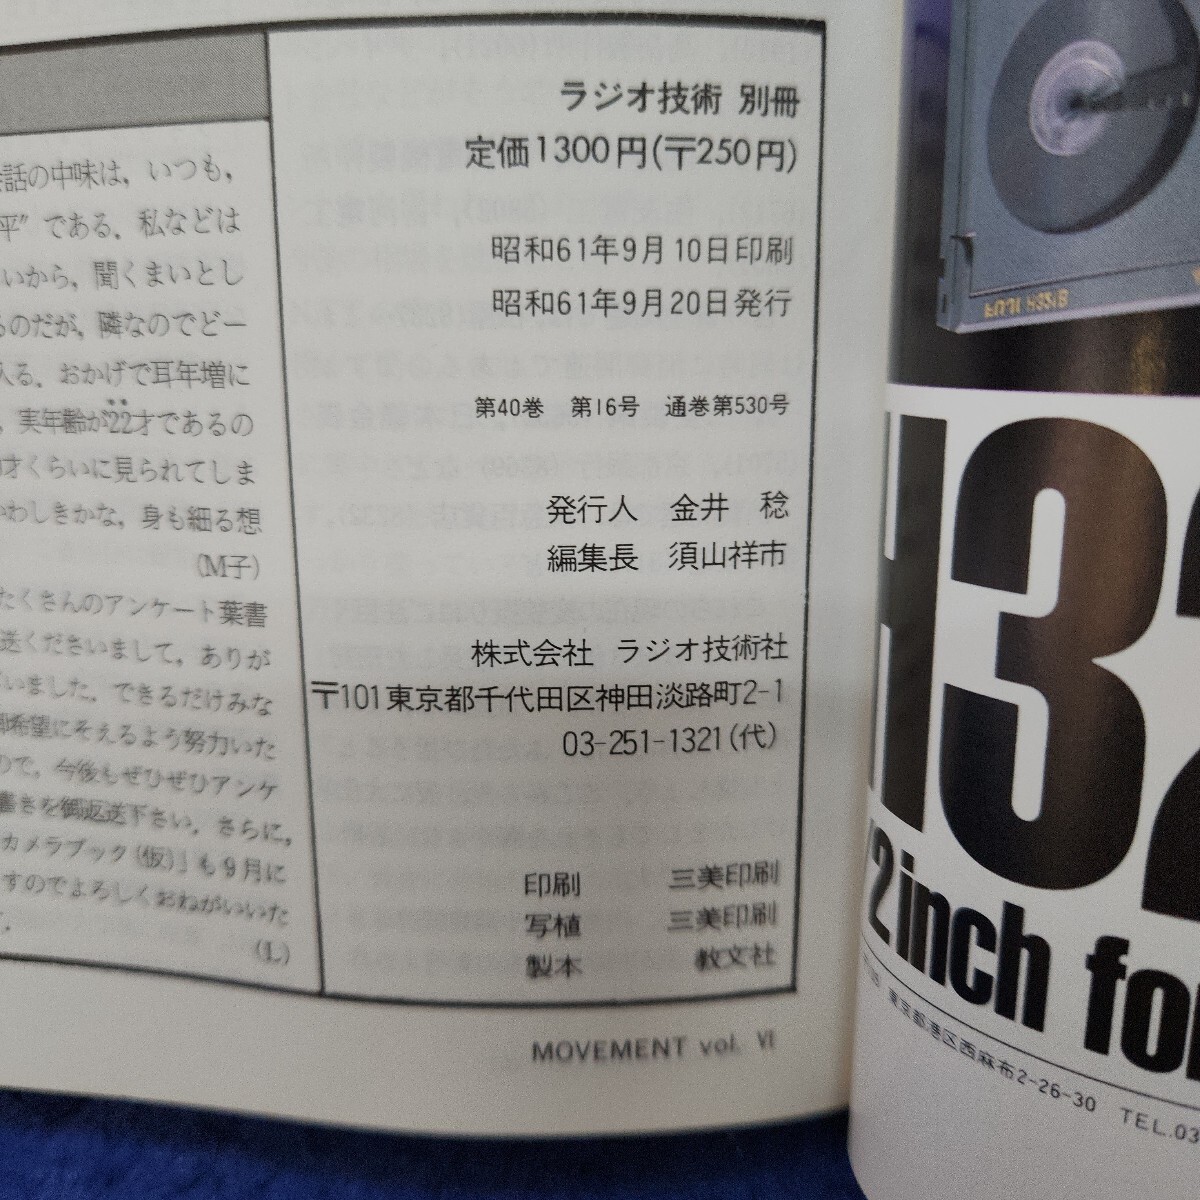 話の中味は，いつも，
平”である．私などは
いから，聞くまいとし
るのだが，隣なのでどー
入る．おかげで耳年増に
，実年齢が22才であるの
才くらいに見られてしま
かわしきかな，身も細る想
(M子)
たくさんのアンケート葉書
送くださいまして，ありが
いました．できるだけみな
御希望にそえるよう努力いた
ので，今後もぜひぜひアンケ
書きを御返送下さい．さらに，
カメラブック(仮)」も9月に
すのでよろしくおねがいいた
．
(L)
ラジオ技術 別冊
定価1300円(〒250円)
昭和61年9月10日印刷
昭和61年9月20日発行
第40巻 第16号 通巻第530号
発行人 金井 稔
編集長 須山祥市
株式会社 ラジオ技術社
〒101東京都千代田区神田淡路町2-1
03-251-1321(代)
印刷 三美印刷
写植 三美印刷
製本 教文社
MOVEMENT vol. Ⅵ
H32
/2 inch for
東京都港区西麻布2-26-30 TEL.03